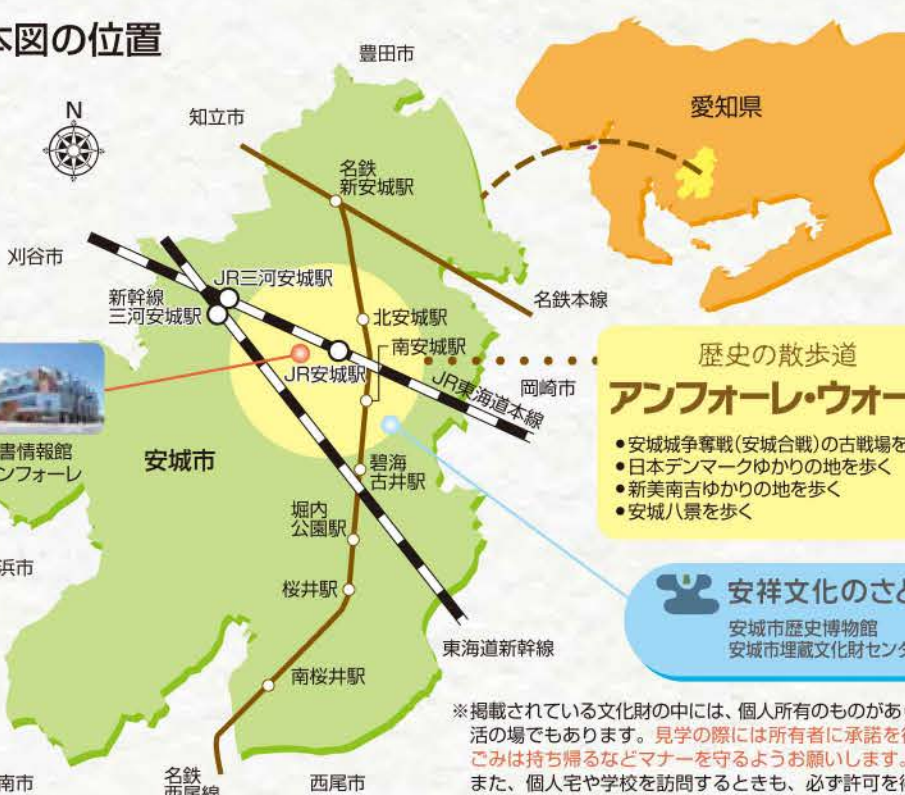 本図の位置
N
豊田市
知立市
愛知県
名鉄
新安城駅
刈谷市
JR三河安城駅
新幹線
三河安城駅
名鉄本線
北安城駅
南安城駅
JR安城駅
JR東海道本線
岡崎市
書情報館
ンフォーレ
安城市
碧海
古井駅
堀内
公園駅
浜市
桜井駅
東海道新幹線
南桜井駅
南市
名鉄
西尾線
西尾市
歴史の散歩道
アンフォーレ・ウォー
●安城城争奪戦(安城合戦)の古戦場を
●日本デンマークゆかりの地を歩く
●新美南吉ゆかりの地を歩く
●安城八景を歩く
安祥文化のさと
安城市歴史博物館
安城市埋蔵文化財センタ
※掲載されている文化財の中には、個人所有のものがあ
活の場でもあります。見学の際には所有者に承諾を
ごみは持ち帰るなどマナーを守るようお願いします。
また、個人宅や学校を訪問するときも、必ず許可を